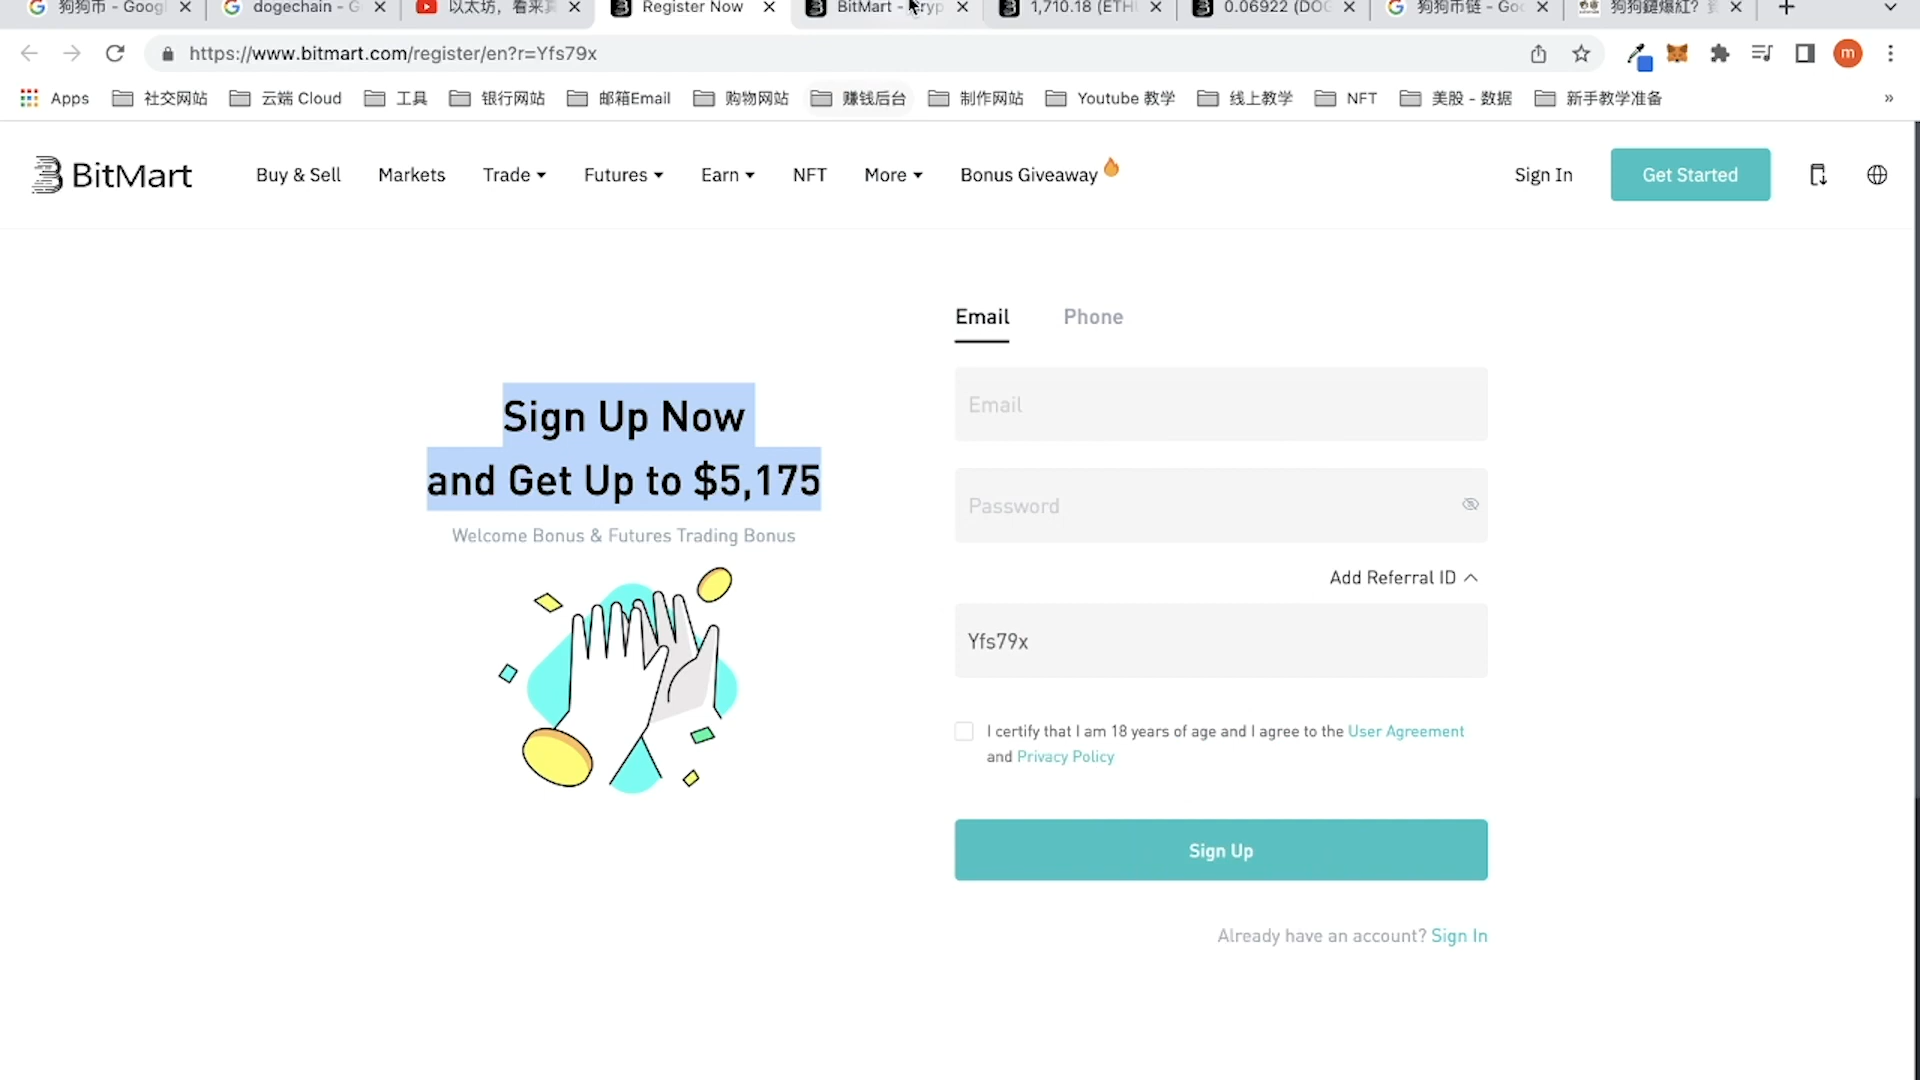 狗狗币 - Googl
dogechain - G
以太坊，看来
Register Now
BitMart - Cryp
1,710.18 (ETH
0.06922 (DOG
狗狗币链 - Goo
狗狗鏈爆紅？
https://www.bitmart.com/register/en?r=Yfs79x
m
Apps
社交网站
云端 Cloud
工具
银行网站
邮箱Email
购物网站
赚钱后台
制作网站
Youtube 教学
线上教学
NFT
美股 - 数据
新手教学准备
»
BitMart
Buy & Sell
Markets
Trade
Futures
Earn
NFT
More
Bonus Giveaway
Sign In
Get Started
Email
Phone
Sign Up Now
and Get Up to $5,175
Welcome Bonus & Futures Trading Bonus
Email
Password
Add Referral ID
Yfs79x
I certify that I am 18 years of age and I agree to the User Agreement
and Privacy Policy
Sign Up
Already have an account? Sign In